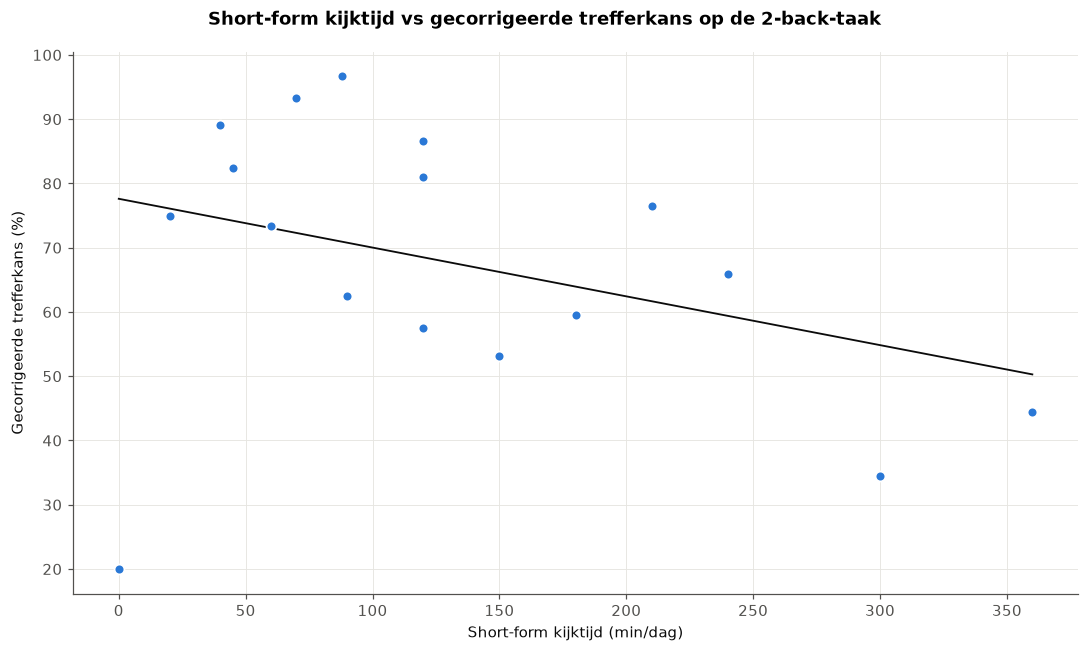 Short-form kijktijd vs gecorrigeerde trefferkans op de 2-back-taak
Gecorrigeerde trefferkans (%)
100
90
80
70
60
50
40
30
20
0 50 100 150 200 250 300 350
Short-form kijktijd (min/dag)